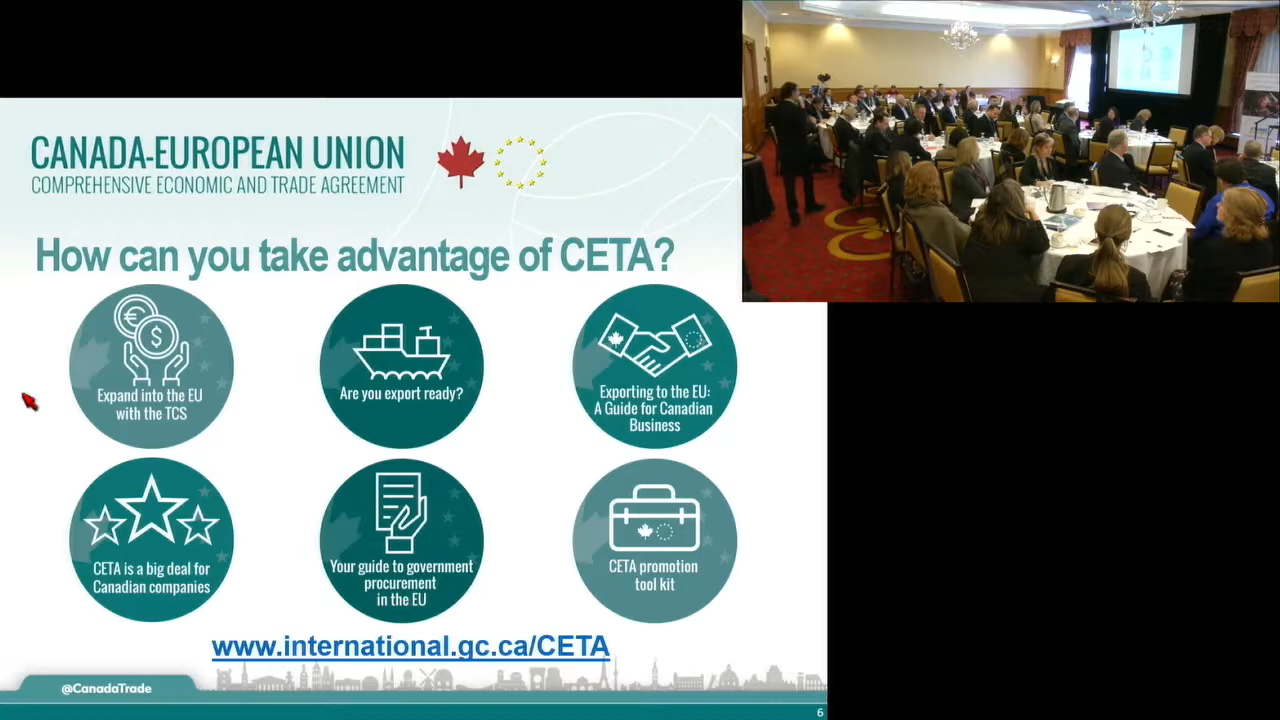 CANADA-EUROPEAN UNION
COMPREHENSIVE ECONOMIC AND TRADE AGREEMENT
How can you take advantage of CETA?
Expand into the EU
with the TCS
Are you export ready?
Exporting to the EU:
A Guide for Canadian
Business
CETA is a big deal for
Canadian companies
Your guide to government
procurement
in the EU
CETA promotion
tool kit
www.international.gc.ca/CETA
@CanadaTrade
6